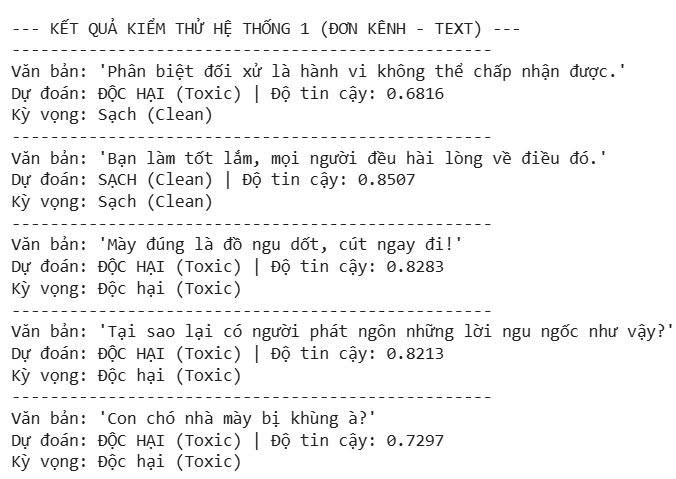 --- KẾT QUẢ KIỂM THỬ HỆ THỐNG 1 (ĐƠN KÊNH - TEXT) ---
--------------------------------------------------
Văn bản: 'Phân biệt đối xử là hành vi không thể chấp nhận được.'
Dự đoán: ĐỘC HẠI (Toxic) | Độ tin cậy: 0.6816
Kỳ vọng: Sạch (Clean)
--------------------------------------------------
Văn bản: 'Bạn làm tốt lắm, mọi người đều hài lòng về điều đó.'
Dự đoán: SẠCH (Clean) | Độ tin cậy: 0.8507
Kỳ vọng: Sạch (Clean)
--------------------------------------------------
Văn bản: 'Mày đúng là đồ ngu dốt, cút ngay đi!'
Dự đoán: ĐỘC HẠI (Toxic) | Độ tin cậy: 0.8283
Kỳ vọng: Độc hại (Toxic)
--------------------------------------------------
Văn bản: 'Tại sao lại có người phát ngôn những lời ngu ngốc như vậy?'
Dự đoán: ĐỘC HẠI (Toxic) | Độ tin cậy: 0.8213
Kỳ vọng: Độc hại (Toxic)
--------------------------------------------------
Văn bản: 'Con chó nhà mày bị khùng à?'
Dự đoán: ĐỘC HẠI (Toxic) | Độ tin cậy: 0.7297
Kỳ vọng: Độc hại (Toxic)